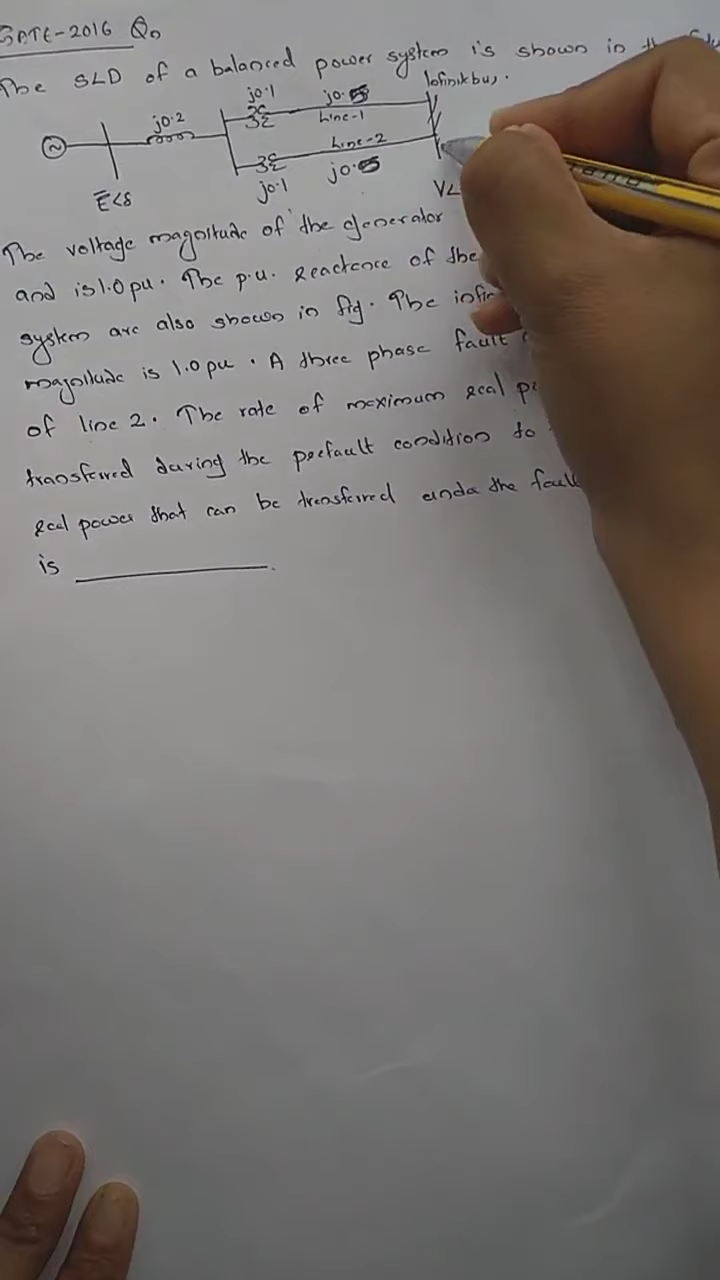 GATE-2016 Qn
The SLD of a balanced power system is shown in the
Infinite bus.
j0.1 j0.5
j0.2
Line-1
Line-2
j0.1 j0.5
E<δ
V∠
The voltage magnitude of the generator
and is 1.0 pu. The p.u. Reactence of the
system are also shown in fig. The infi
magnitude is 1.0 pu. A three phase fault
of line 2. The rate of maximum real p
transferred during the prefault condition to
real power that can be transferred under the fault
is